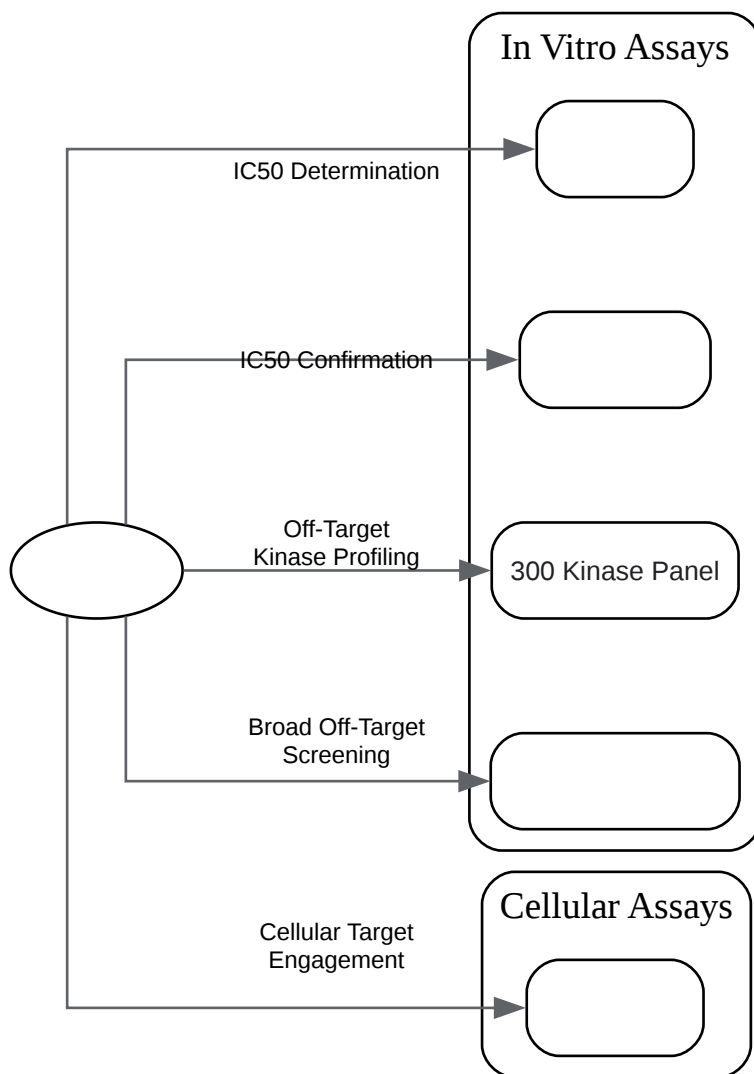 In Vitro Assays
IC50 Determination
IC50 Confirmation
Off-Target
Kinase Profiling
300 Kinase Panel
Broad Off-Target
Screening
Cellular Assays
Cellular Target
Engagement